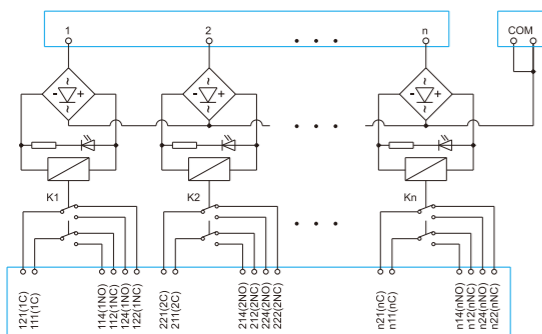 1 2 n COM
K1 K2 Kn
121(1C)
111(1C)
114(1NO)
112(1NC)
124(1NO)
122(1NC)
221(2C)
211(2C)
214(2NO)
212(2NC)
224(2NO)
222(2NC)
n21(nC)
n11(nC)
n14(nNO)
n12(nNC)
n24(nNO)
n22(nNC)